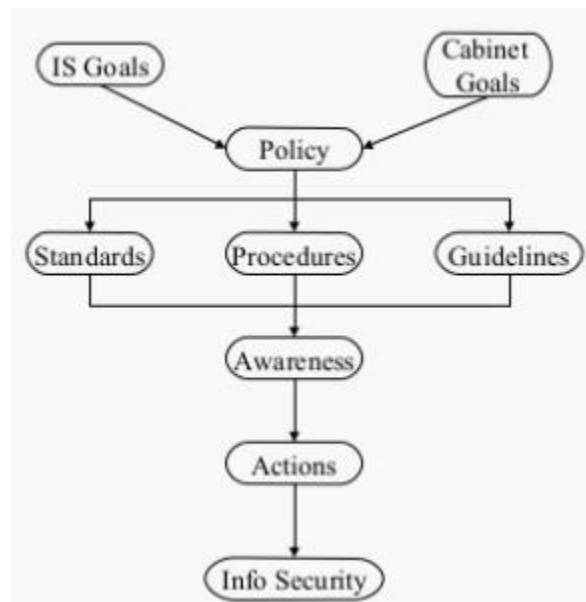 IS Goals
Cabinet
Goals
Policy
Standards
Procedures
Guidelines
Awareness
Actions
Info Security